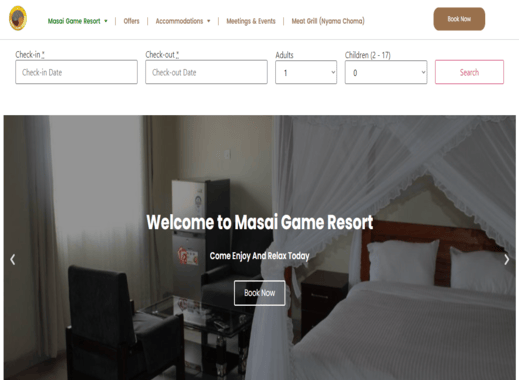 Masai Game Resort ▾ | Offers | Accommodations ▾ | Meetings & Events | Meat Grill (Nyama Choma)
Book Now
Check-in *
Check-out *
Adults
Children (2 - 17)
Check-in Date
Check-out Date
1
0
Search
Welcome to Masai Game Resort
Come Enjoy And Relax Today
Book Now